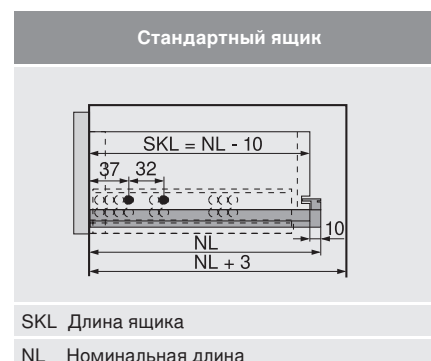 Стандартный ящик
SKL = NL - 10
37 32
10
NL
NL + 3
SKL Длина ящика
NL Номинальная длина